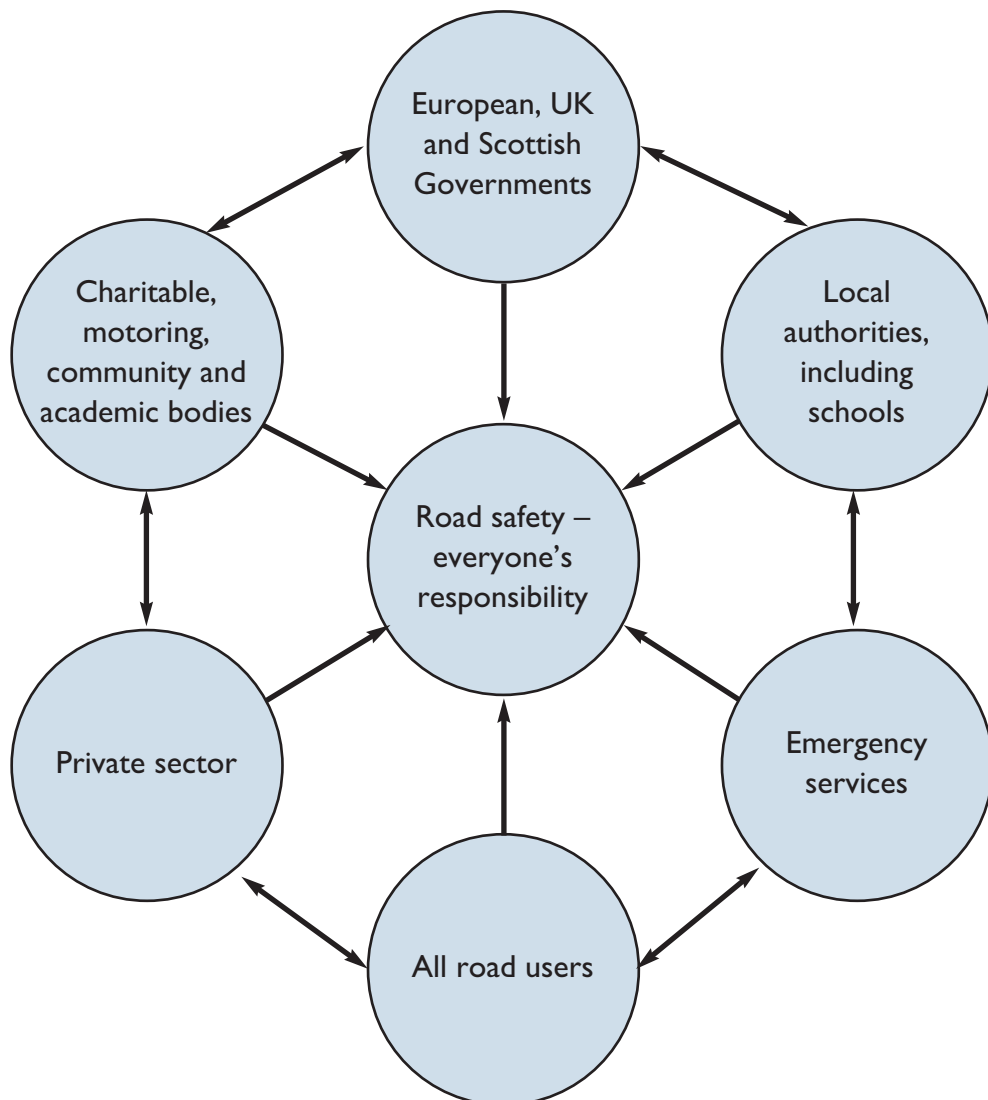 European, UK
and Scottish
Governments
Charitable,
motoring,
community and
academic bodies
Local
authorities,
including
schools
Road safety –
everyone’s
responsibility
Private sector
Emergency
services
All road users